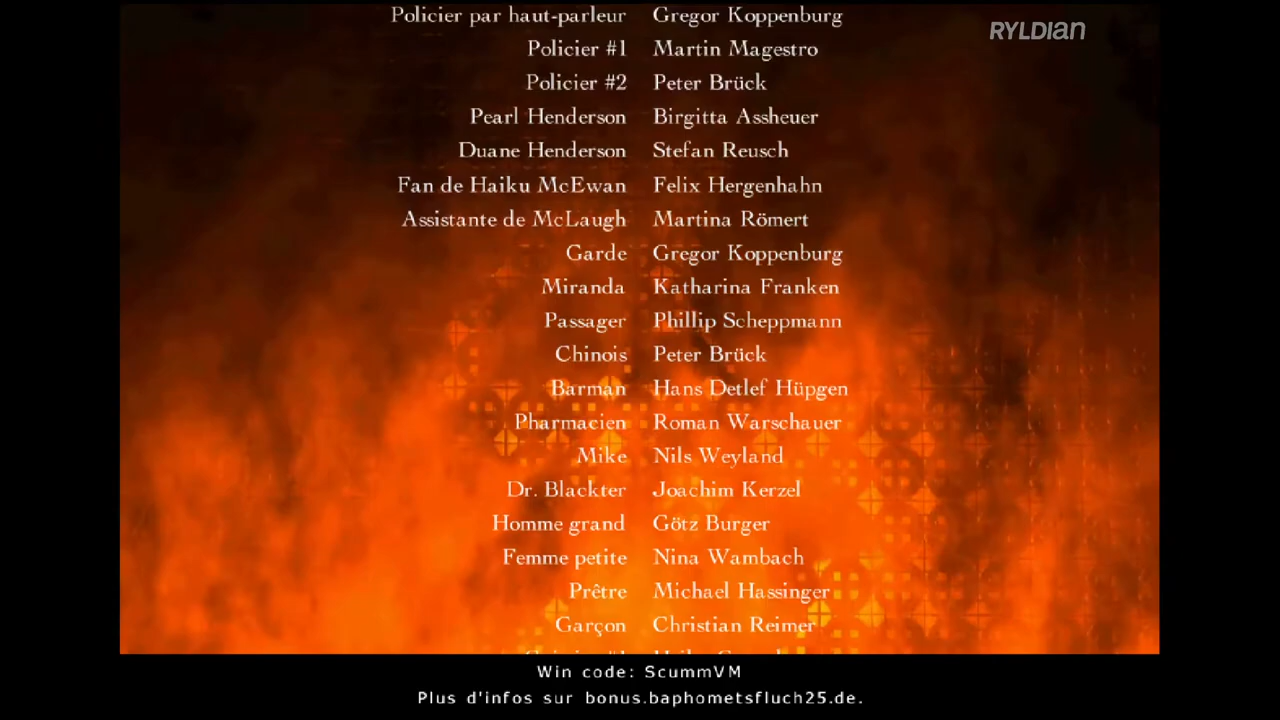 Policier par haut-parleur Gregor Koppenburg
RYLDian
Policier #1 Martin Magestro
Policier #2 Peter Brück
Pearl Henderson Birgitta Assheuer
Duane Henderson Stefan Reusch
Fan de Haiku McEwan Felix Hergenhahn
Assistante de McLaugh Martina Römert
Garde Gregor Koppenburg
Miranda Katharina Franken
Passager Phillip Scheppmann
Chinois Peter Brück
Barman Hans Detlef Hüpgen
Pharmacien Roman Warschauer
Mike Nils Weyland
Dr. Blackter Joachim Kerzel
Homme grand Götz Burger
Femme petite Nina Wambach
Prêtre Michael Hassinger
Garçon Christian Reimer
Win code: ScummVM
Plus d'infos sur bonus.baphometsfluch25.de.